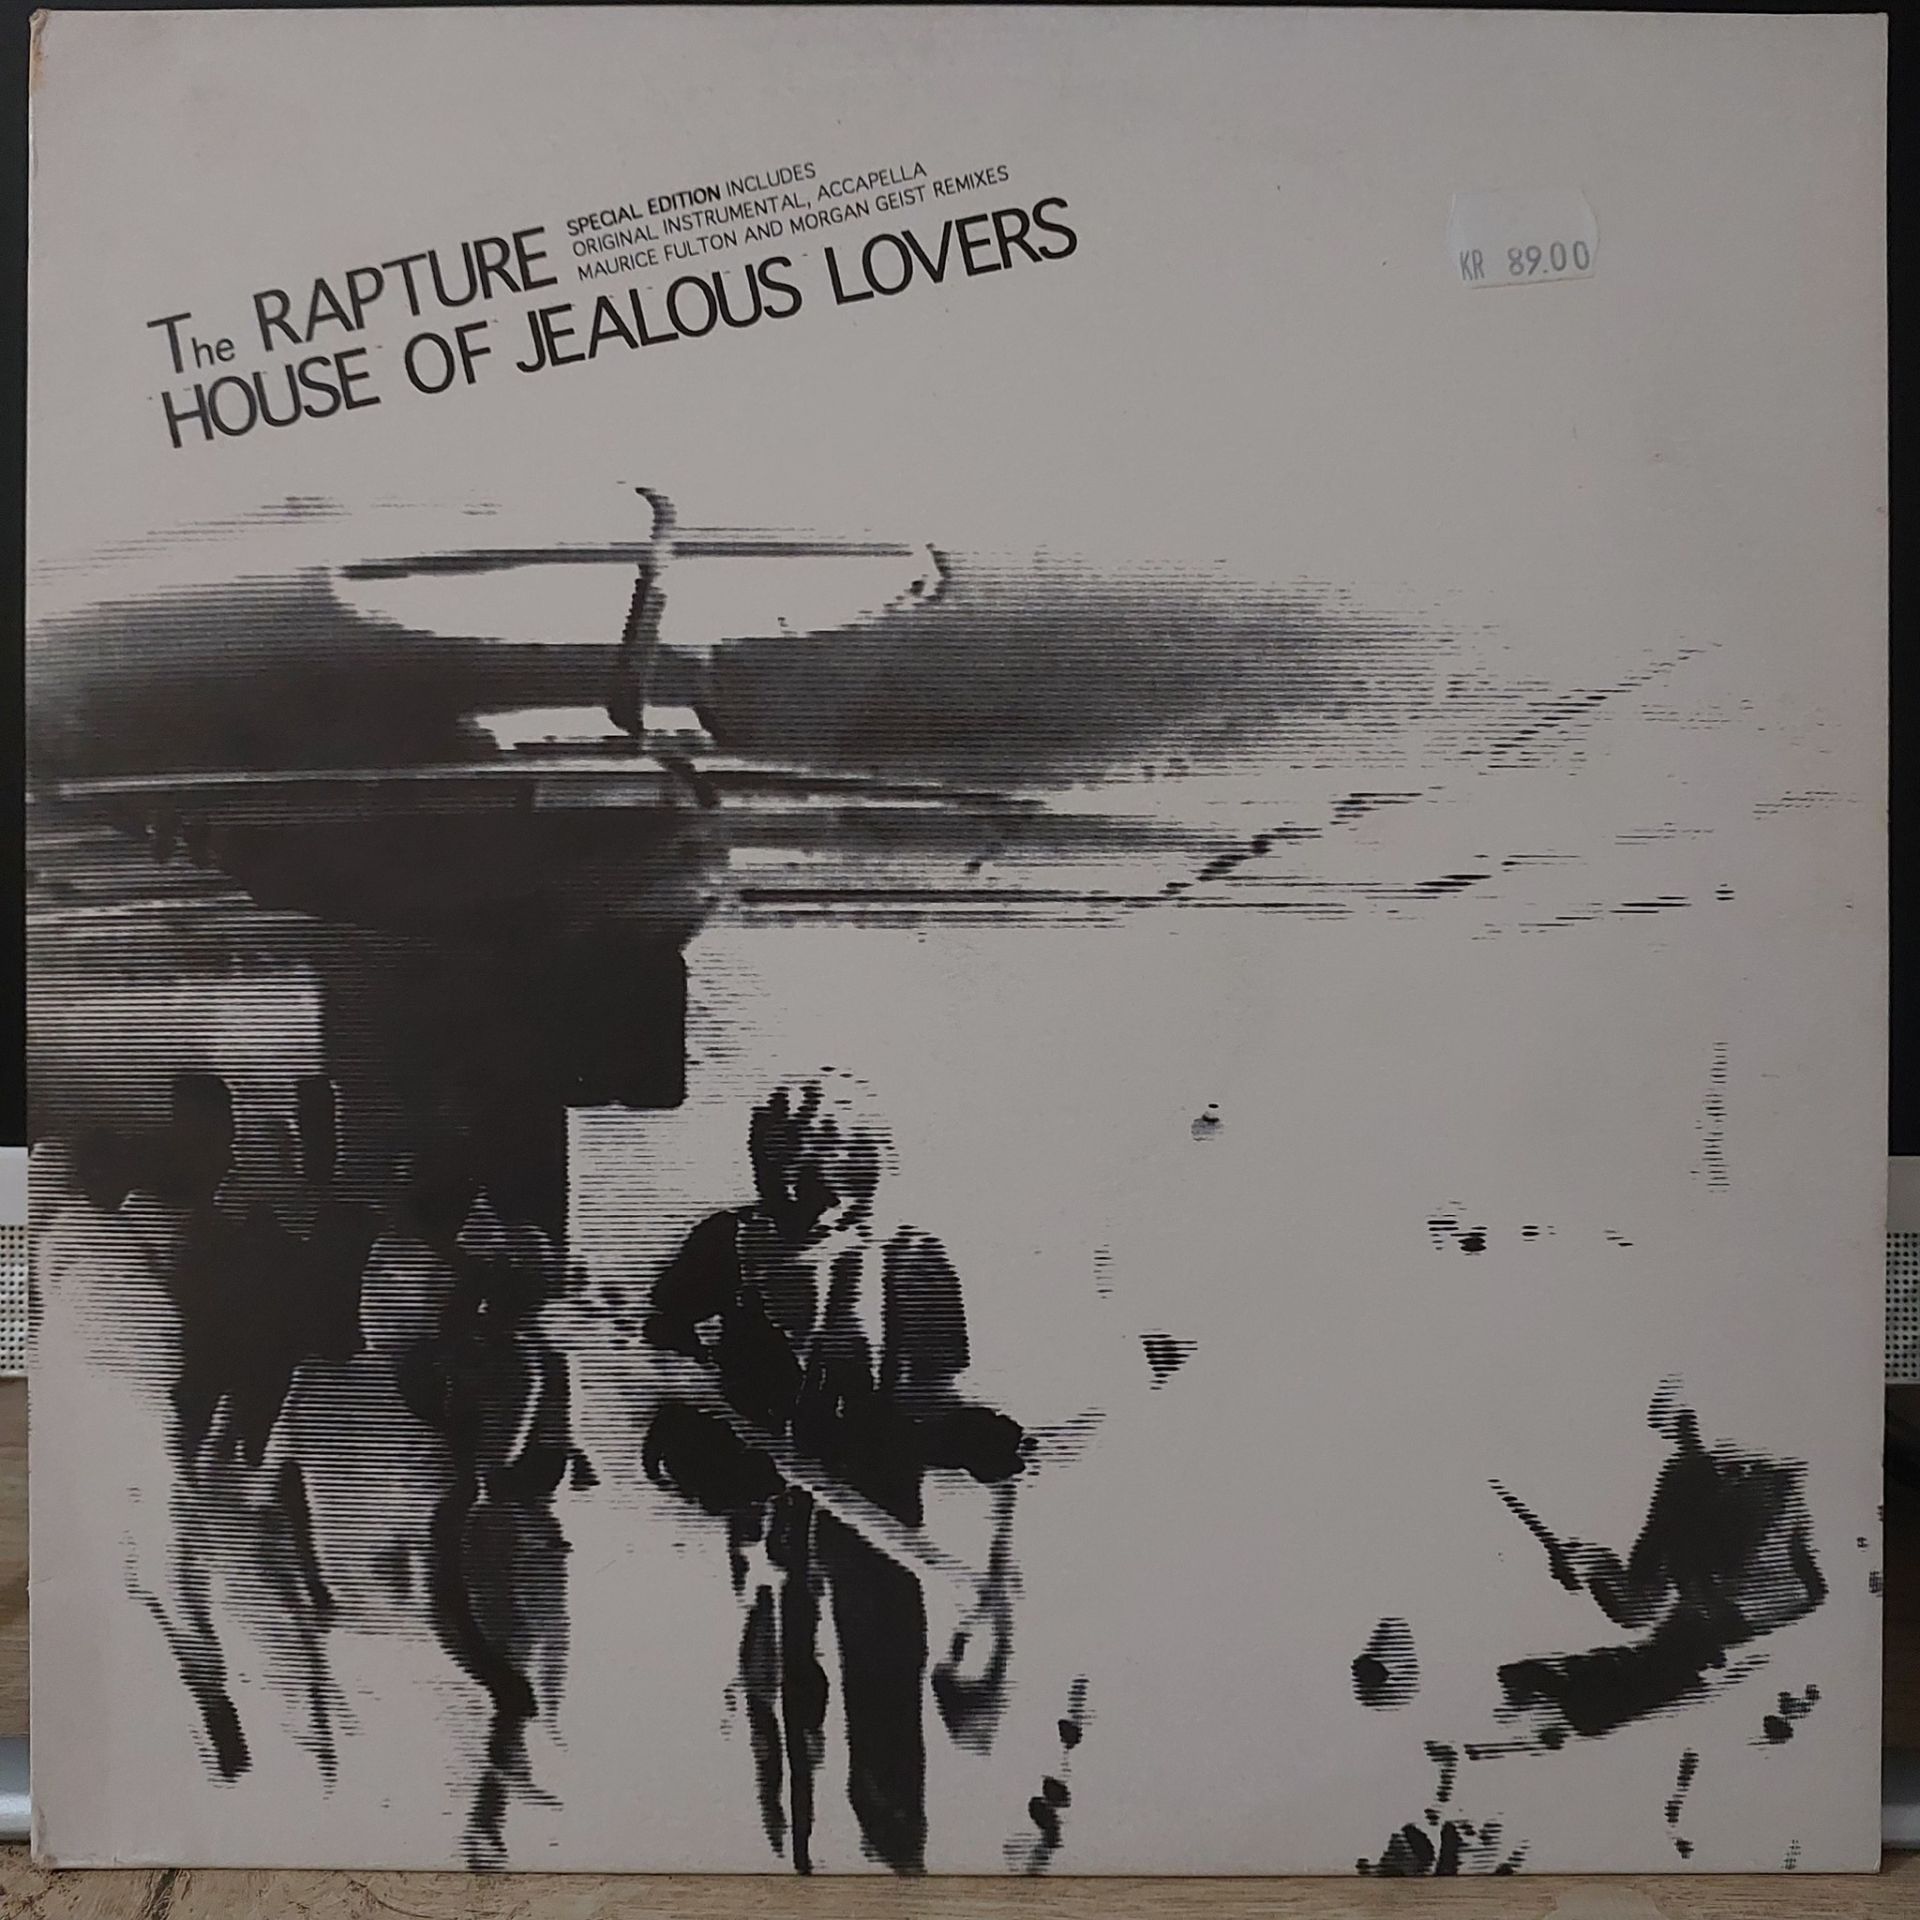 The RAPTURE
SPECIAL EDITION INCLUDES
ORIGINAL INSTRUMENTAL, ACCAPELLA
MAURICE FULTON AND MORGAN GEIST REMIXES
HOUSE OF JEALOUS LOVERS
KR 89.00